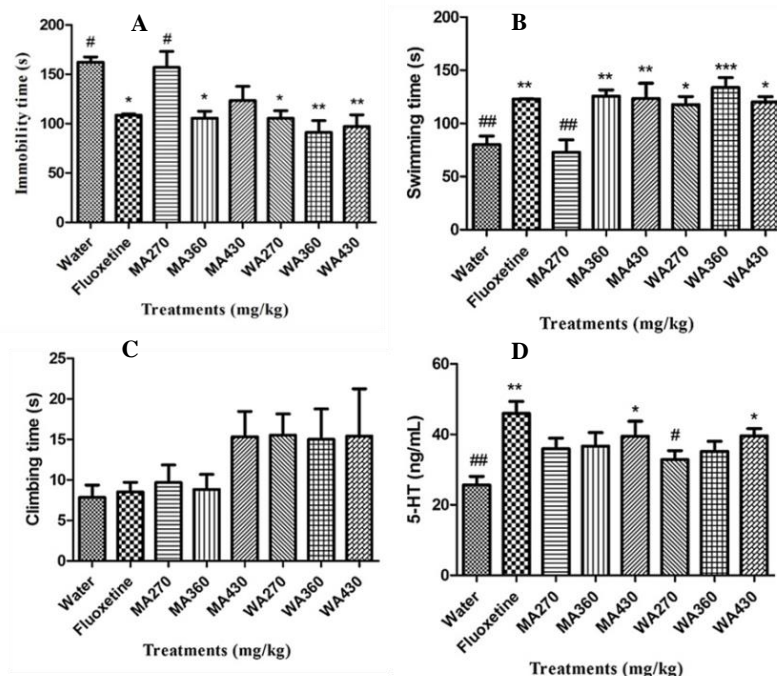 A
Immobility time (s)
200
150
100
50
0
# * # * * ** **
Water Fluoxetine MA270 MA360 MA430 WA270 WA360 WA430
Treatments (mg/kg)
B
Swimming time (s)
200
150
100
50
0
## ** ## ** ** * *** *
Water Fluoxetine MA270 MA360 MA430 WA270 WA360 WA430
Treatments (mg/kg)
C
Climbing time (s)
25
20
15
10
5
0
Water Fluoxetine MA270 MA360 MA430 WA270 WA360 WA430
Treatments (mg/kg)
D
5-HT (ng/mL)
60
40
20
0
## ** * # *
Water Fluoxetine MA270 MA360 MA430 WA270 WA360 WA430
Treatments (mg/kg)